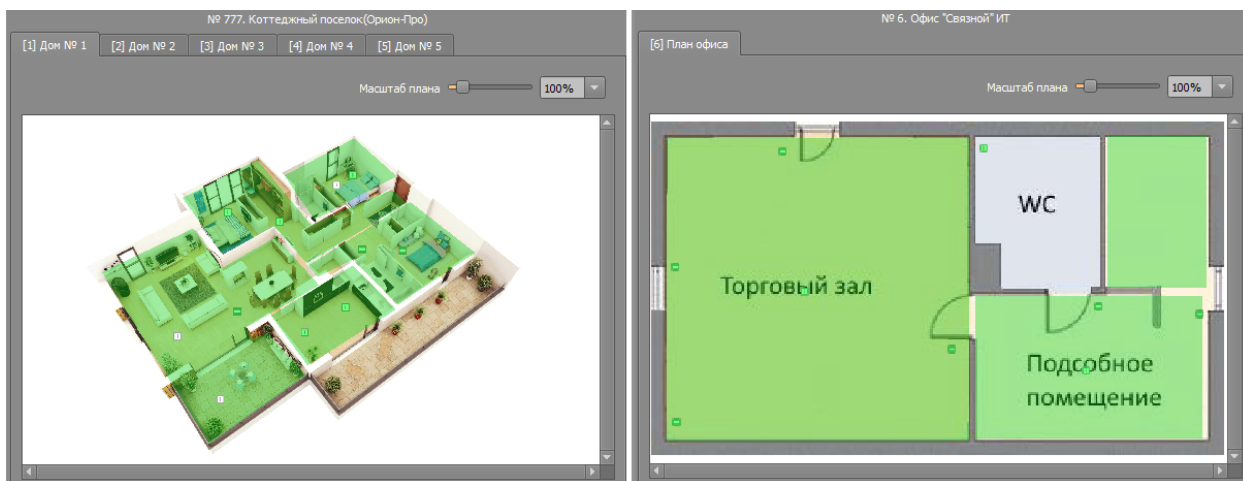 № 777. Коттеджный поселок(Орион-Про)
[1] Дом № 1
[2] Дом № 2
[3] Дом № 3
[4] Дом № 4
[5] Дом № 5
Масштаб плана
100%
№ 6. Офис "Связной" ИТ
[6] План офиса
Масштаб плана
100%
WC
Торговый зал
Подсобное
помещение